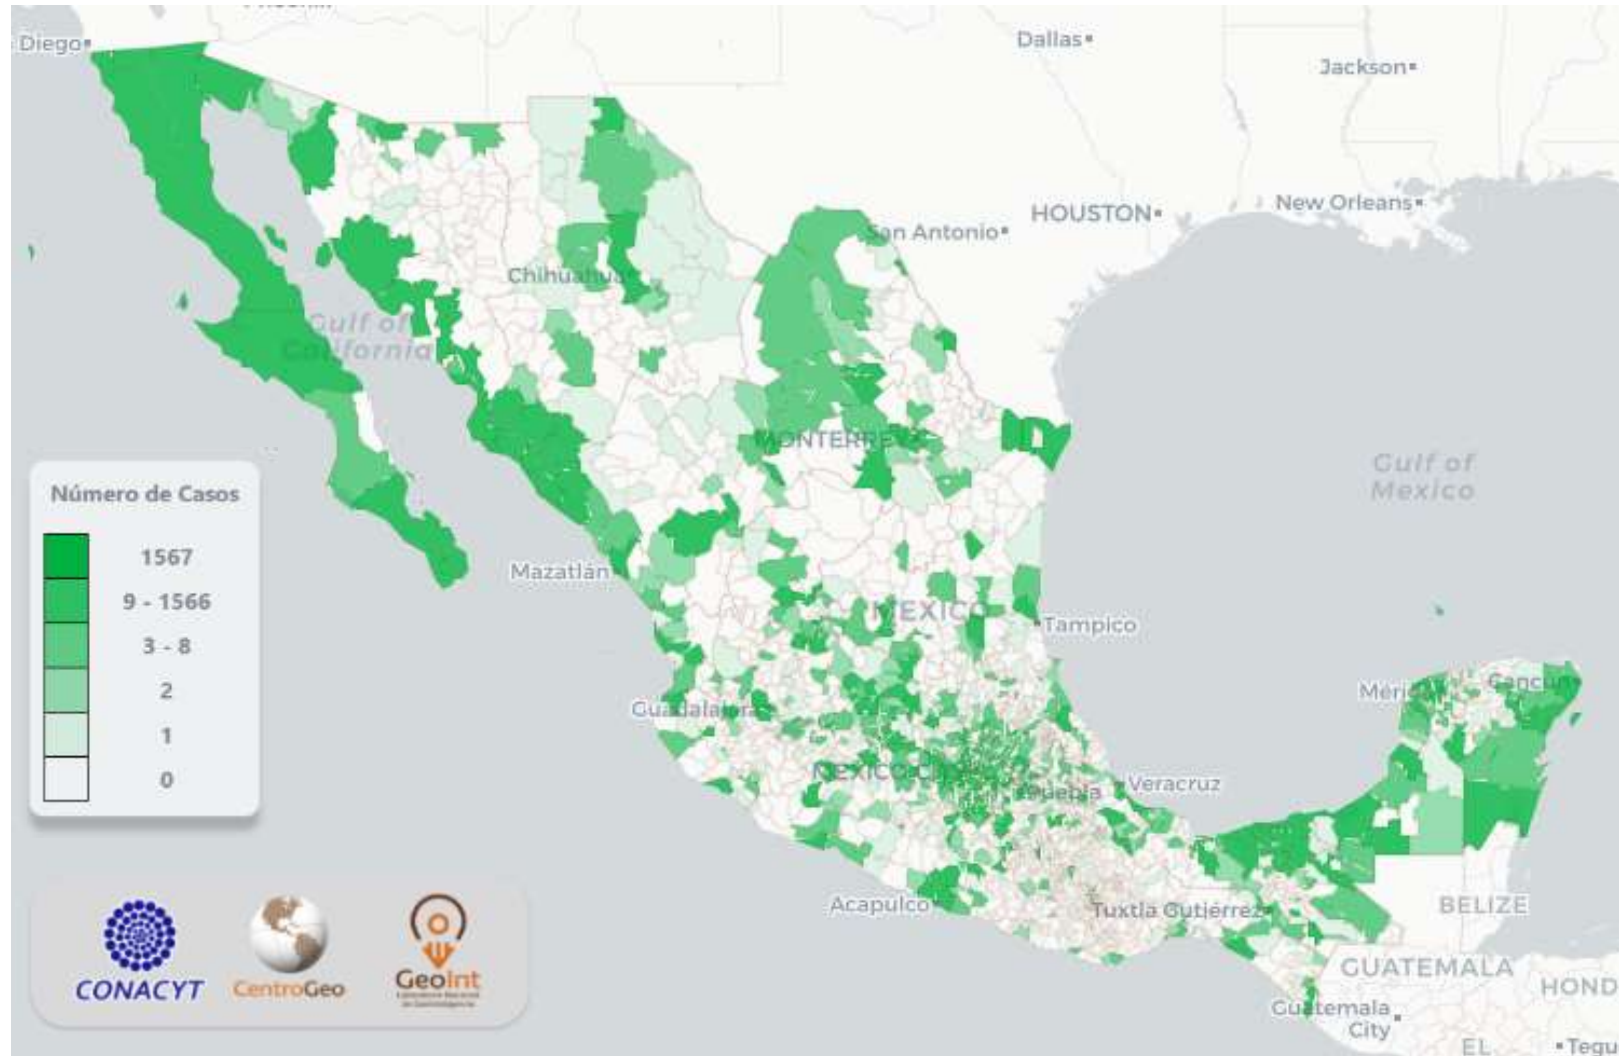 Diego
Dallas
Jackson
HOUSTON
New Orleans
San Antonio
Chihuahua
Gulf of
California
MONTERREY
Gulf of
Mexico
Número de Casos
1567
9 - 1566
3 - 8
2
1
0
Mazatlán
MEXICO
Tampico
Mérida
Cancun
Guadalajara
MEXICO CITY
Puebla
Veracruz
Acapulco
Tuxtla Gutiérrez
BELIZE
GUATEMALA
HOND
Guatemala
City
EL
Tegu
CONACYT
CentroGeo
GeoInt